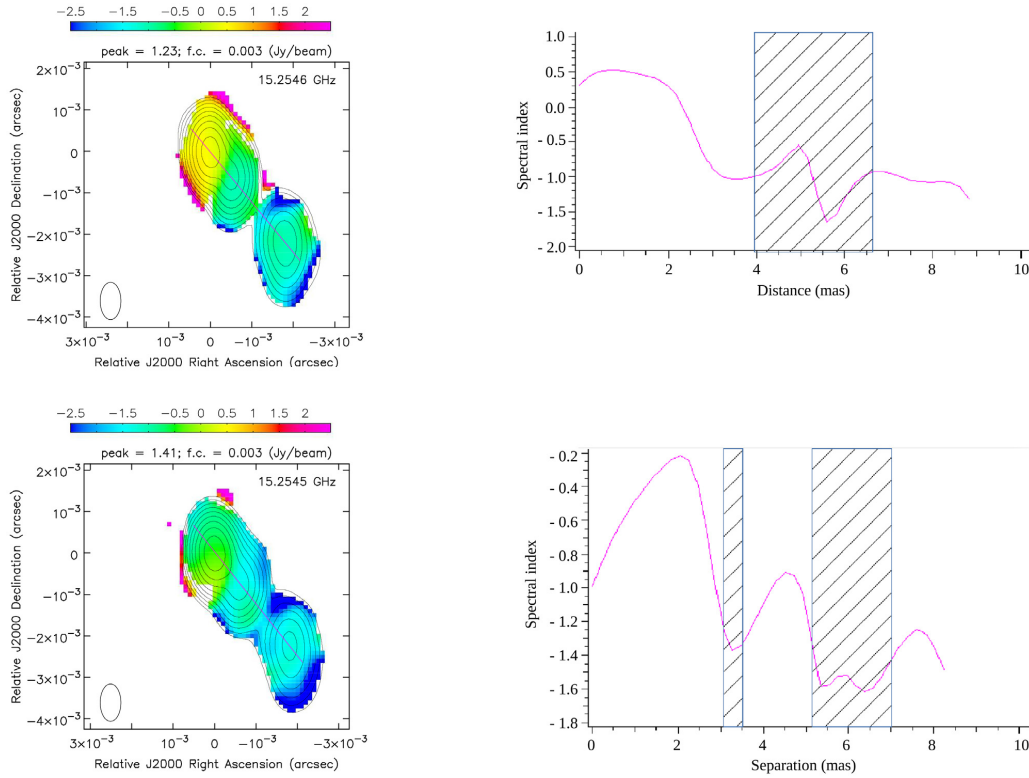 −2.5 −1.5 −0.5 0 0.5 1 1.5 2
peak = 1.23; f.c. = 0.003 (Jy/beam)
15.2546 GHz
Relative J2000 Declination (arcsec)
2×10⁻³
10⁻³
0
−10⁻³
−2×10⁻³
−3×10⁻³
−4×10⁻³
3×10⁻³ 10⁻³ 0 −10⁻³ −3×10⁻³
Relative J2000 Right Ascension (arcsec)
Spectral index
1.0
0.5
0.0
- 0.5
- 1.0
- 1.5
- 2.0
0 2 4 6 8 10
Distance (mas)
−2.5 −1.5 −0.5 0 0.5 1 1.5 2
peak = 1.41; f.c. = 0.003 (Jy/beam)
15.2545 GHz
Relative J2000 Declination (arcsec)
2×10⁻³
10⁻³
0
−10⁻³
−2×10⁻³
−3×10⁻³
−4×10⁻³
3×10⁻³ 10⁻³ 0 −10⁻³ −3×10⁻³
Relative J2000 Right Ascension (arcsec)
Spectral index
- 0.2
- 0.4
- 0.6
- 0.8
- 1.0
- 1.2
- 1.4
- 1.6
- 1.8
0 2 4 6 8 10
Separation (mas)